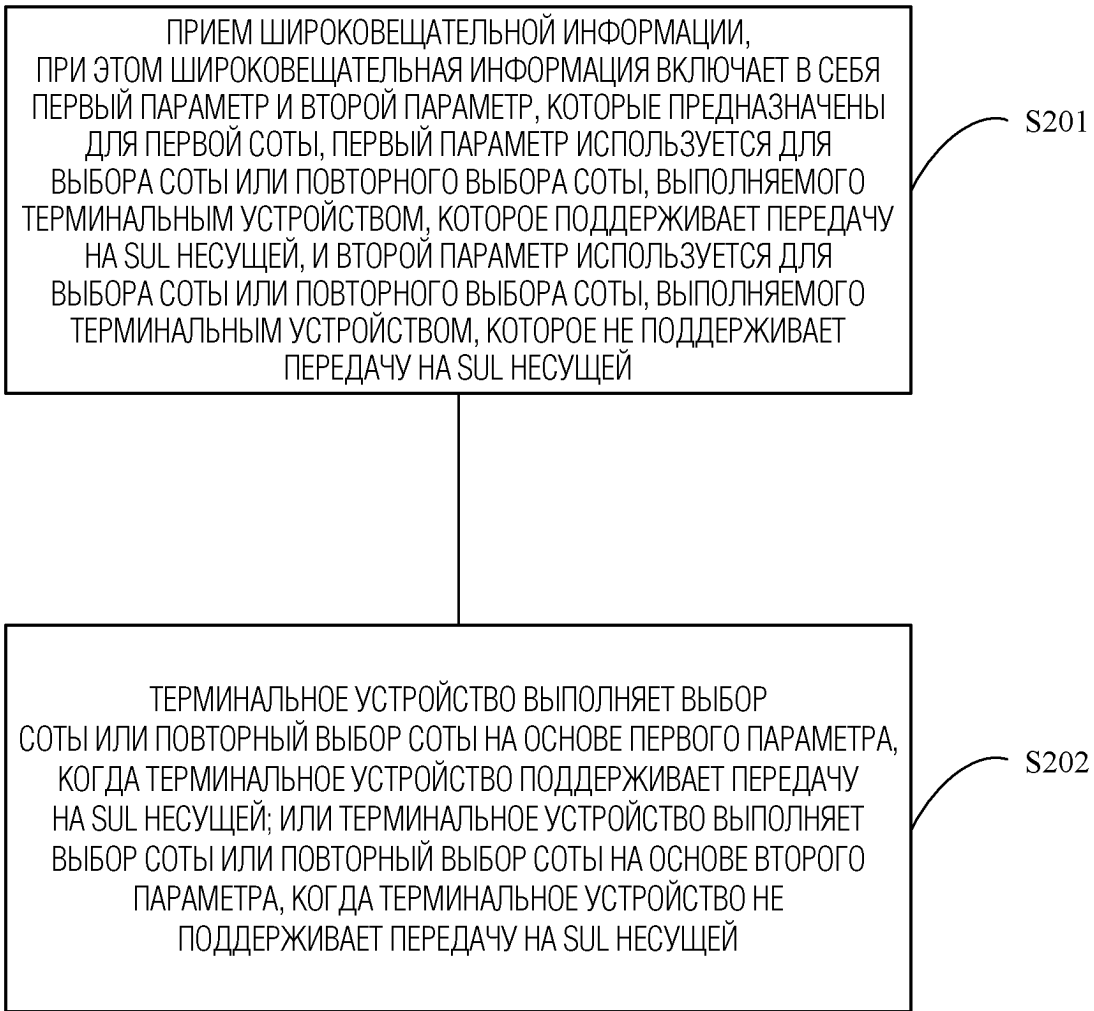 ПРИЕМ ШИРОКОВЕЩАТЕЛЬНОЙ ИНФОРМАЦИИ,
ПРИ ЭТОМ ШИРОКОВЕЩАТЕЛЬНАЯ ИНФОРМАЦИЯ ВКЛЮЧАЕТ В СЕБЯ
ПЕРВЫЙ ПАРАМЕТР И ВТОРОЙ ПАРАМЕТР, КОТОРЫЕ ПРЕДНАЗНАЧЕНЫ
ДЛЯ ПЕРВОЙ СОТЫ, ПЕРВЫЙ ПАРАМЕТР ИСПОЛЬЗУЕТСЯ ДЛЯ
ВЫБОРА СОТЫ ИЛИ ПОВТОРНОГО ВЫБОРА СОТЫ, ВЫПОЛНЯЕМОГО
ТЕРМИНАЛЬНЫМ УСТРОЙСТВОМ, КОТОРОЕ ПОДДЕРЖИВАЕТ ПЕРЕДАЧУ
НА SUL НЕСУЩЕЙ, И ВТОРОЙ ПАРАМЕТР ИСПОЛЬЗУЕТСЯ ДЛЯ
ВЫБОРА СОТЫ ИЛИ ПОВТОРНОГО ВЫБОРА СОТЫ, ВЫПОЛНЯЕМОГО
ТЕРМИНАЛЬНЫМ УСТРОЙСТВОМ, КОТОРОЕ НЕ ПОДДЕРЖИВАЕТ
ПЕРЕДАЧУ НА SUL НЕСУЩЕЙ
S201
ТЕРМИНАЛЬНОЕ УСТРОЙСТВО ВЫПОЛНЯЕТ ВЫБОР
СОТЫ ИЛИ ПОВТОРНЫЙ ВЫБОР СОТЫ НА ОСНОВЕ ПЕРВОГО ПАРАМЕТРА,
КОГДА ТЕРМИНАЛЬНОЕ УСТРОЙСТВО ПОДДЕРЖИВАЕТ ПЕРЕДАЧУ
НА SUL НЕСУЩЕЙ; ИЛИ ТЕРМИНАЛЬНОЕ УСТРОЙСТВО ВЫПОЛНЯЕТ
ВЫБОР СОТЫ ИЛИ ПОВТОРНЫЙ ВЫБОР СОТЫ НА ОСНОВЕ ВТОРОГО
ПАРАМЕТРА, КОГДА ТЕРМИНАЛЬНОЕ УСТРОЙСТВО НЕ
ПОДДЕРЖИВАЕТ ПЕРЕДАЧУ НА SUL НЕСУЩЕЙ
S202